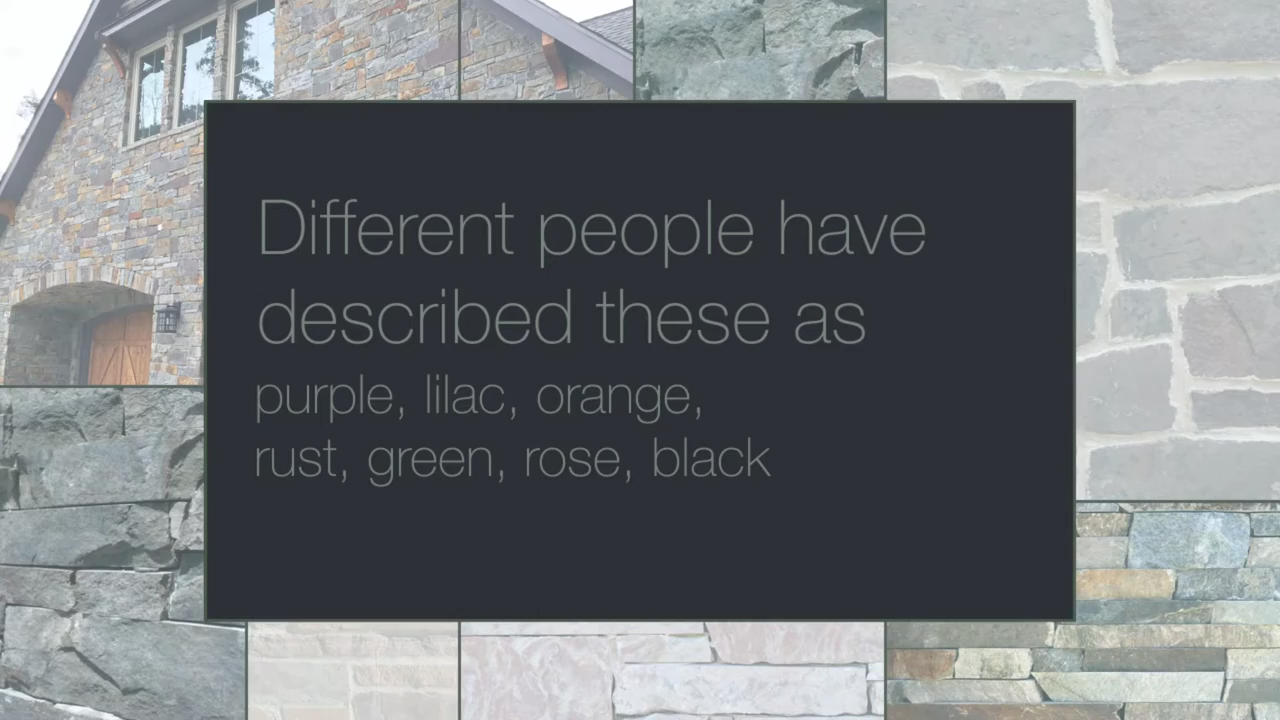 Different people have
described these as
purple, lilac, orange,
rust, green, rose, black